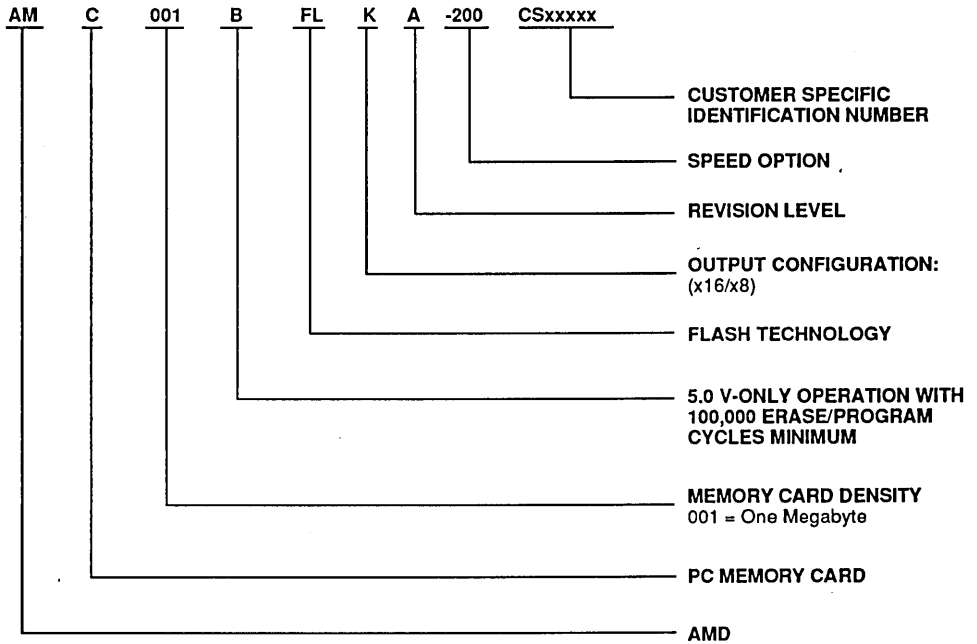 AM C 001 B FL K A -200 CSxxxxx
CUSTOMER SPECIFIC
IDENTIFICATION NUMBER
SPEED OPTION
REVISION LEVEL
OUTPUT CONFIGURATION:
(x16/x8)
FLASH TECHNOLOGY
5.0 V-ONLY OPERATION WITH
100,000 ERASE/PROGRAM
CYCLES MINIMUM
MEMORY CARD DENSITY
001 = One Megabyte
PC MEMORY CARD
AMD